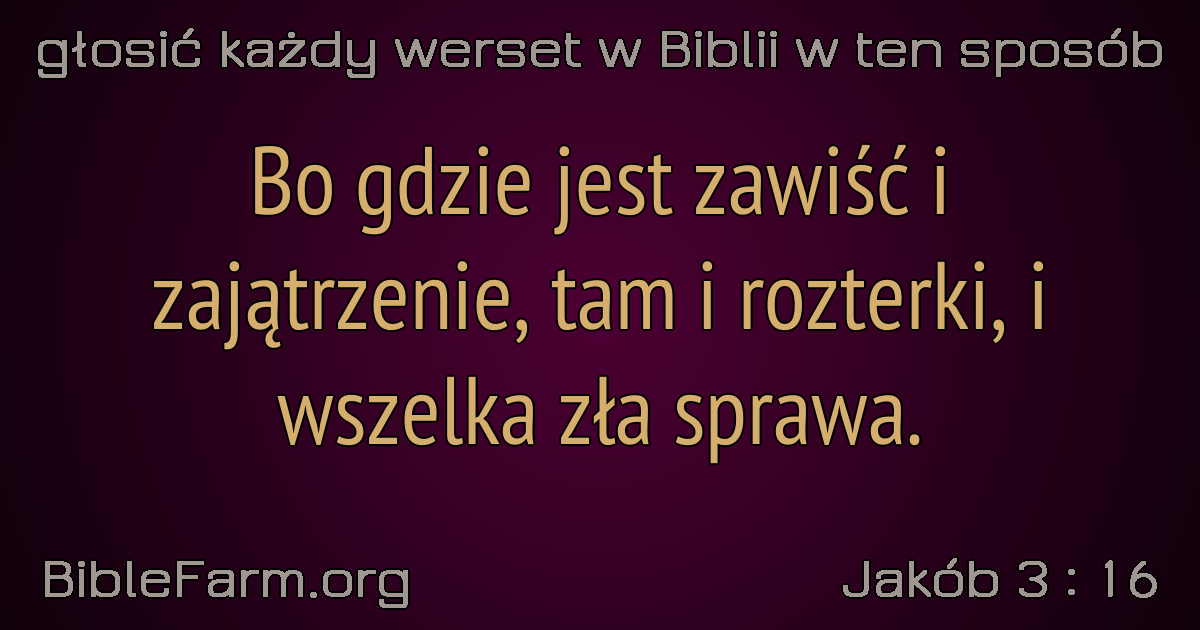 głosić każdy werset w Biblii w ten sposób
Bo gdzie jest zawiść i
zajątrzenie, tam i rozterki, i
wszelka zła sprawa.
BibleFarm.org
Jakób 3 : 16